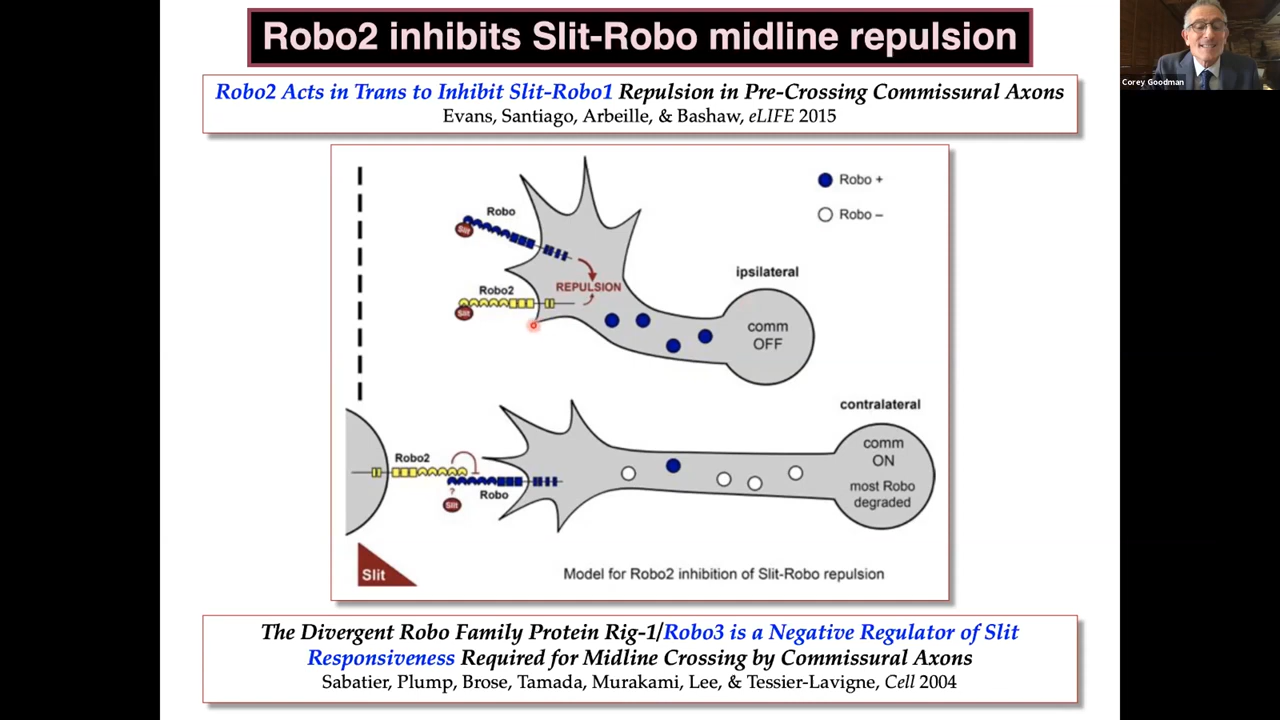 Robo2 inhibits Slit-Robo midline repulsion
Corey Goodman
Robo2 Acts in Trans to Inhibit Slit-Robo1 Repulsion in Pre-Crossing Commissural Axons
Evans, Santiago, Arbeille, & Bashaw, eLIFE 2015
Robo +
Robo –
Robo
Slit
ipsilateral
REPULSION
Robo2
Slit
comm
OFF
contralateral
comm
ON
most Robo
degraded
Robo2
Robo
?
Slit
Slit
Model for Robo2 inhibition of Slit-Robo repulsion
The Divergent Robo Family Protein Rig-1/Robo3 is a Negative Regulator of Slit
Responsiveness Required for Midline Crossing by Commissural Axons
Sabatier, Plump, Brose, Tamada, Murakami, Lee, & Tessier-Lavigne, Cell 2004